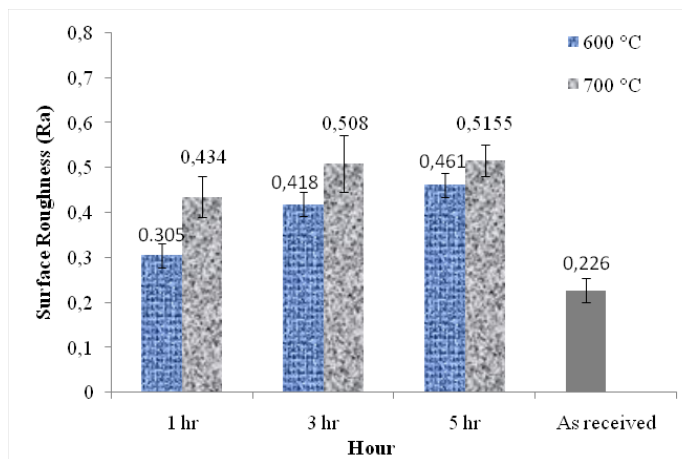 0,8
0,7
0,6
0,5
0,4
0,3
0,2
0,1
0
Surface Roughness (Ra)
600 °C
700 °C
0.305
0,434
0,418
0,508
0,461
0,5155
0,226
1 hr
3 hr
5 hr
As received
Hour